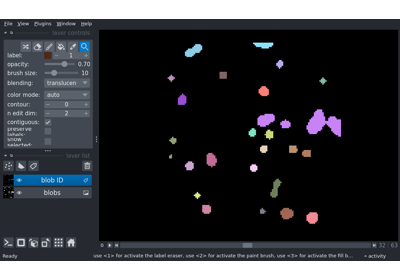 File View Plugins Window Help
layer controls
label: 1
opacity: 0.70
brush size: 10
blending: translucen
color mode: auto
contour: 0
n edit dim: 2
contiguous:
preserve
labels:
show
selected:
layer list
blob ID
blobs
32 63
Ready use <1> for activate the label eraser, use <2> for activate the paint brush, use <3> for activate the fill b... activity